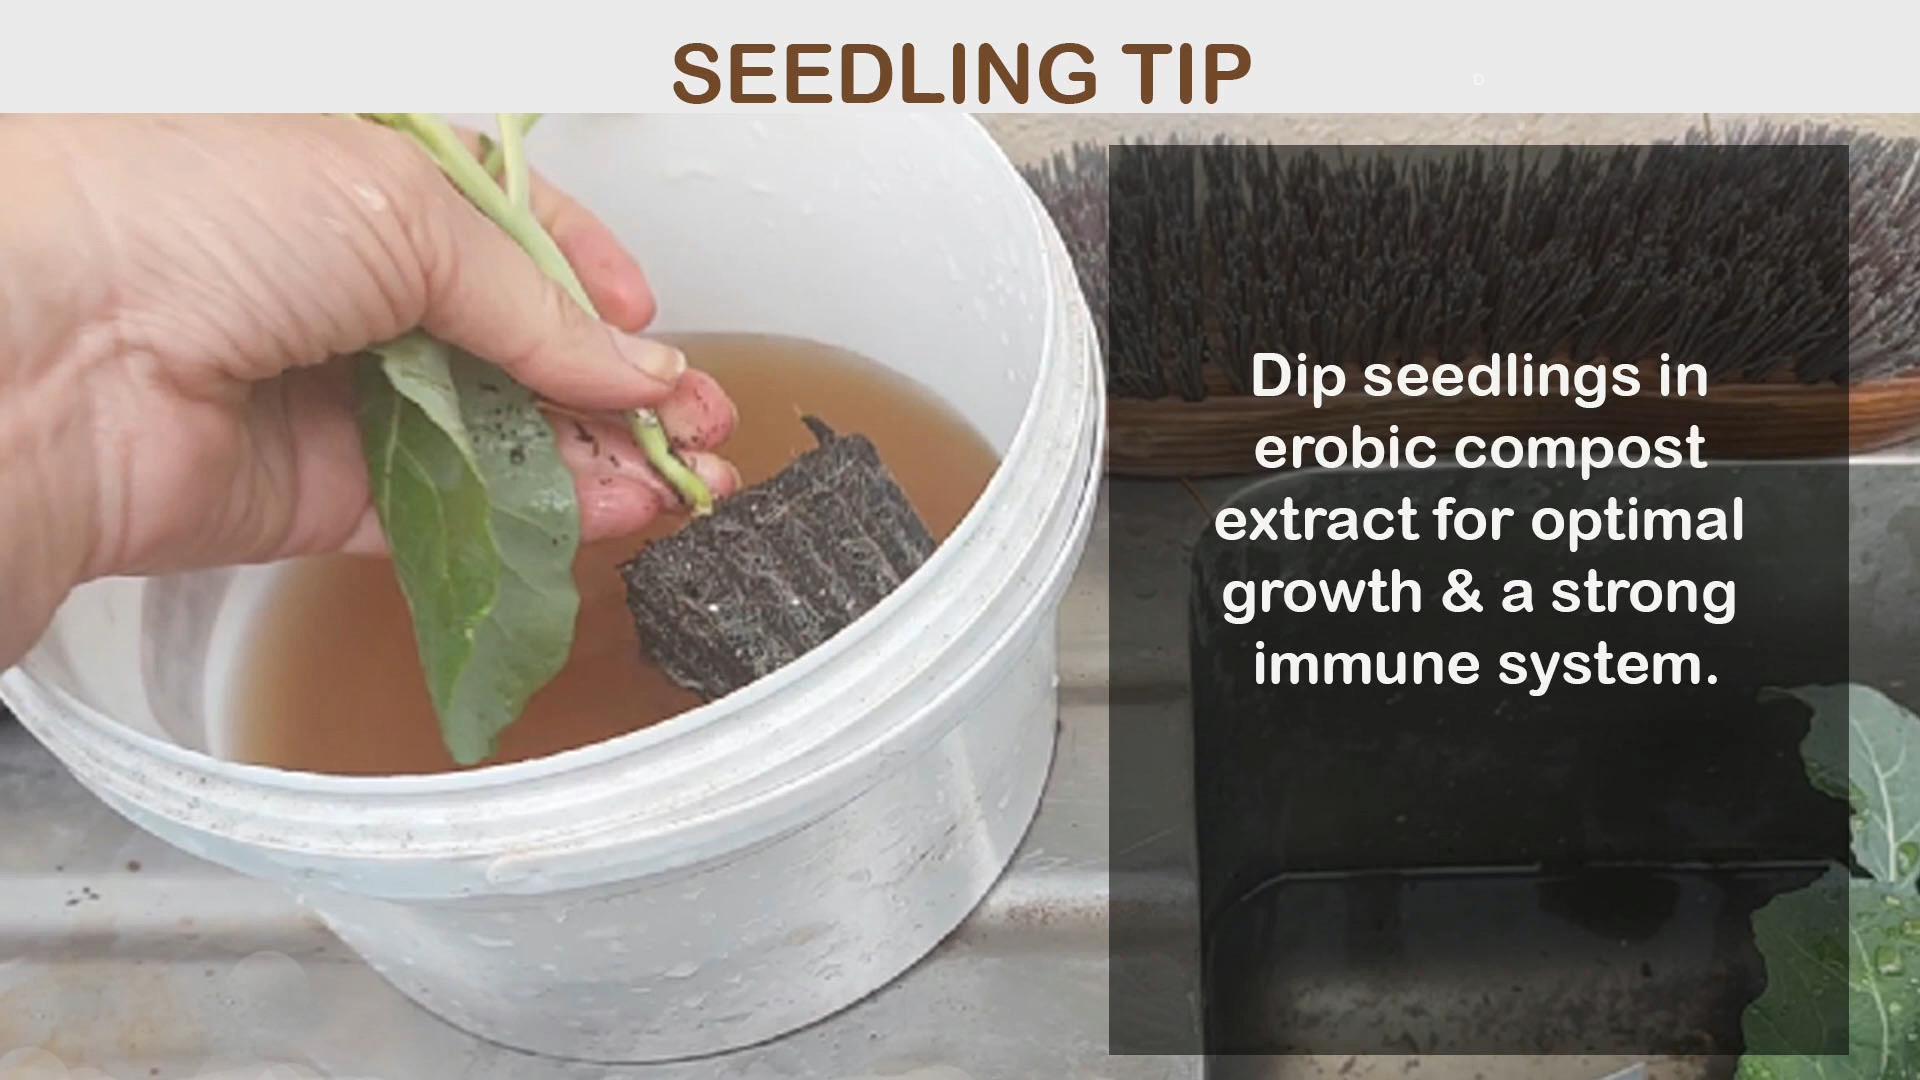 SEEDLING TIP
D
Dip seedlings in
erobic compost
extract for optimal
growth & a strong
immune system.